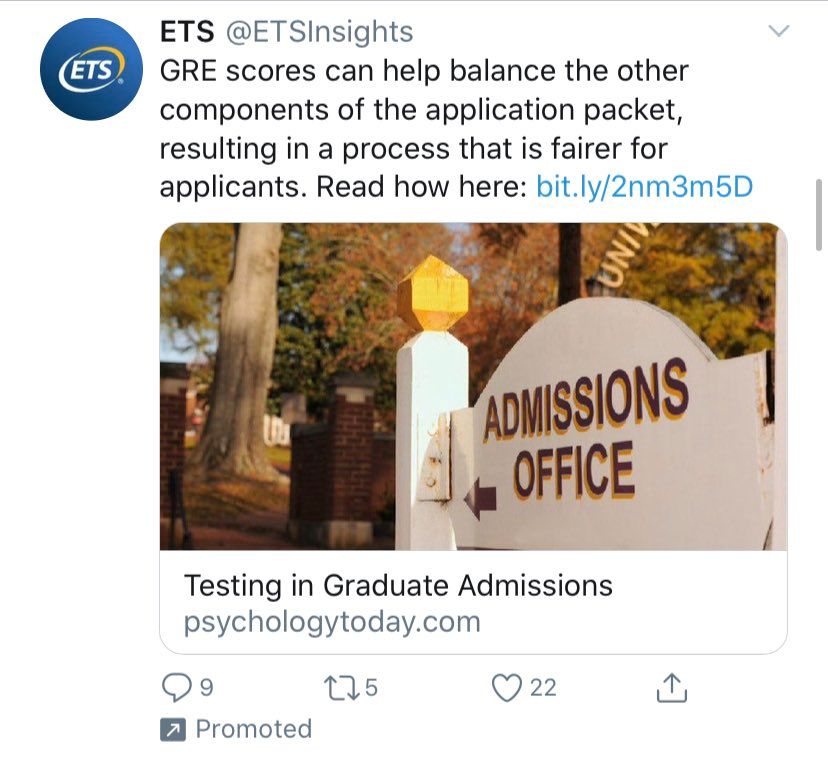 ETS @ETSInsights
ETS
GRE scores can help balance the other
components of the application packet,
resulting in a process that is fairer for
applicants. Read how here: bit.ly/2nm3m5D
UNIV
ADMISSIONS
OFFICE
Testing in Graduate Admissions
psychologytoday.com
9 5 22
Promoted